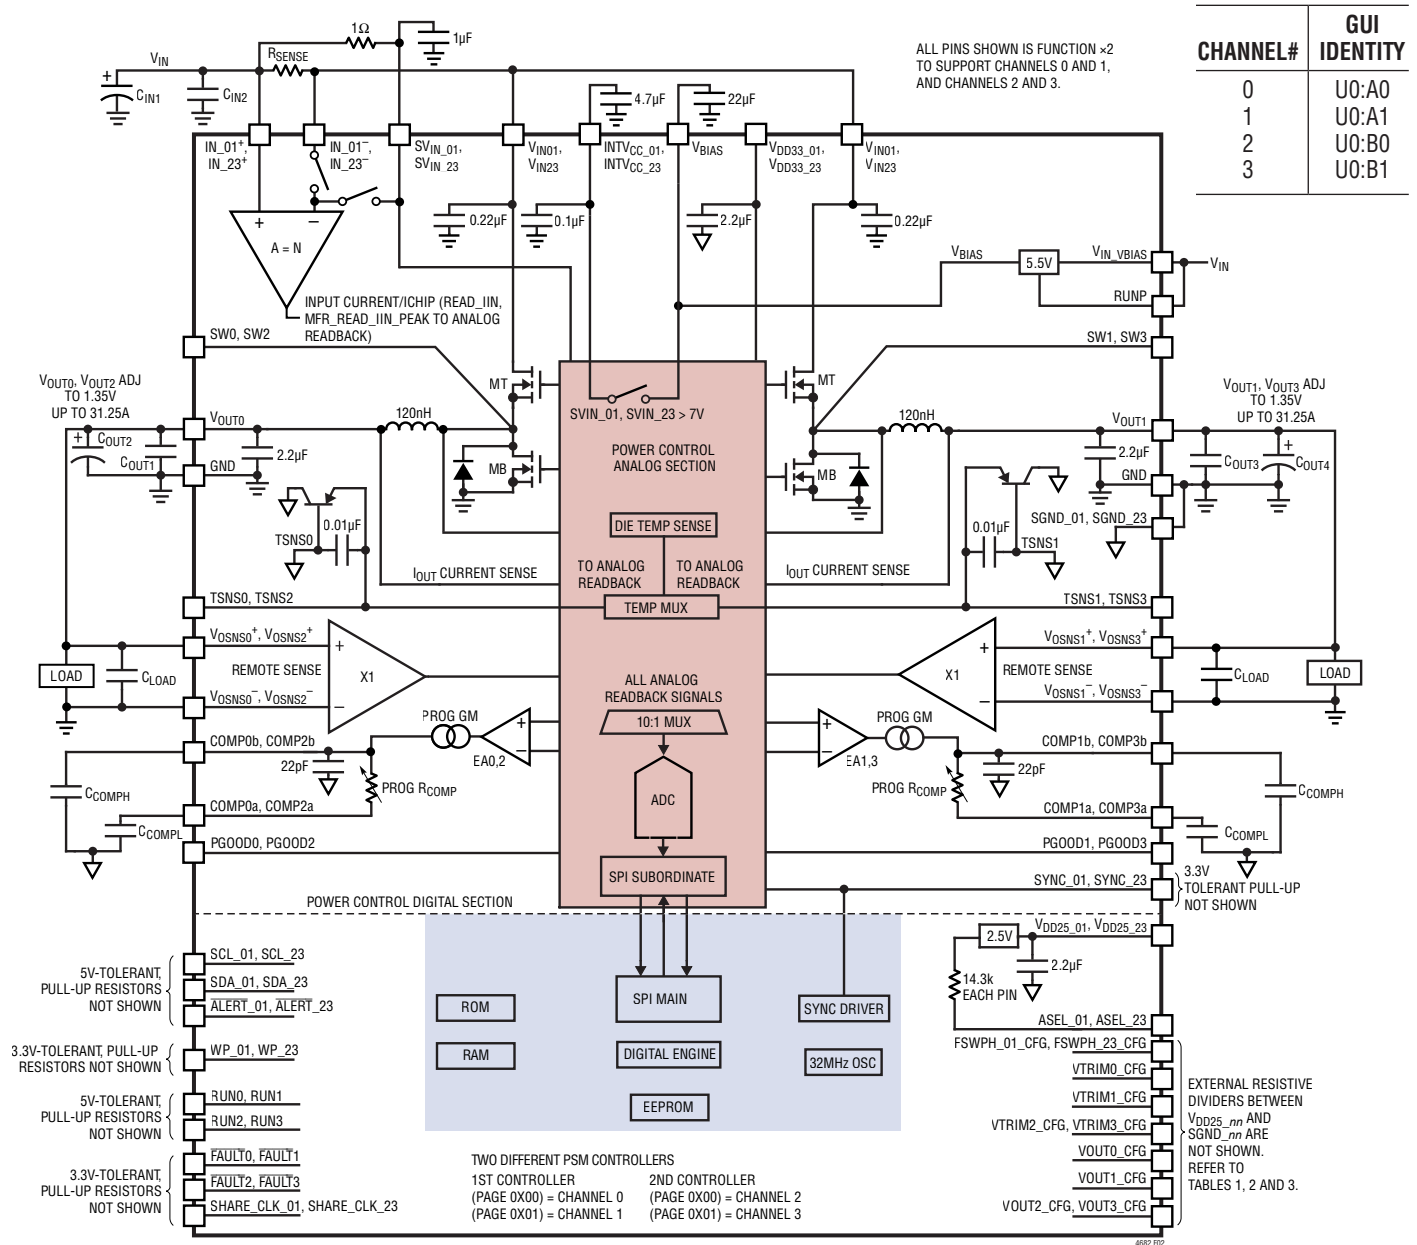 1Ω
1µF
RSENSE
VIN
CIN1
CIN2
4.7µF
22µF
ALL PINS SHOWN IS FUNCTION ×2
TO SUPPORT CHANNELS 0 AND 1,
AND CHANNELS 2 AND 3.
CHANNEL# GUI IDENTITY
0 U0:A0
1 U0:A1
2 U0:B0
3 U0:B1
IN_01+,
IN_23+
IN_01–,
IN_23–
SVIN_01,
SVIN_23
VIN01,
VIN23
INTVCC_01,
INTVCC_23
VBIAS
VDD33_01,
VDD33_23
VIN01,
VIN23
+ –
A = N
0.22µF
0.1µF
2.2µF
0.22µF
VBIAS
5.5V
VIN_VBIAS
VIN
RUNP
INPUT CURRENT/ICHIP (READ_IIN,
MFR_READ_IIN_PEAK TO ANALOG
READBACK)
SW0, SW2
SW1, SW3
VOUT0, VOUT2 ADJ
TO 1.35V
UP TO 31.25A
VOUT1, VOUT3 ADJ
TO 1.35V
UP TO 31.25A
MT
MT
SVIN_01, SVIN_23 > 7V
POWER CONTROL
ANALOG SECTION
120nH
120nH
VOUT0
VOUT1
COUT2
COUT1
2.2µF
GND
MB
MB
2.2µF
GND
COUT3
COUT4
SGND_01, SGND_23
0.01µF
TSNS0
0.01µF
TSNS1
DIE TEMP SENSE
TO ANALOG
READBACK
TO ANALOG
READBACK
IOUT CURRENT SENSE
IOUT CURRENT SENSE
TEMP MUX
TSNS0, TSNS2
TSNS1, TSNS3
VOSNS0+, VOSNS2+
REMOTE SENSE
VOSNS0–, VOSNS2–
+
–
X1
LOAD
CLOAD
VOSNS1+, VOSNS3+
REMOTE SENSE
VOSNS1–, VOSNS3–
+
–
X1
CLOAD
LOAD
ALL ANALOG
READBACK SIGNALS
10:1 MUX
ADC
SPI SUBORDINATE
PROG GM
+
–
EA0,2
PROG GM
+
–
EA1,3
COMP0b, COMP2b
22pF
PROG RCOMP
COMP0a, COMP2a
CCOMPH
CCOMPL
COMP1b, COMP3b
22pF
PROG RCOMP
COMP1a, COMP3a
CCOMPH
CCOMPL
PGOOD0, PGOOD2
PGOOD1, PGOOD3
SYNC_01, SYNC_23
3.3V
TOLERANT PULL-UP
NOT SHOWN
POWER CONTROL DIGITAL SECTION
SCL_01, SCL_23
SDA_01, SDA_23
ALERT_01, ALERT_23
5V-TOLERANT,
PULL-UP RESISTORS
NOT SHOWN
WP_01, WP_23
3.3V-TOLERANT, PULL-UP
RESISTORS NOT SHOWN
RUN0, RUN1
RUN2, RUN3
5V-TOLERANT,
PULL-UP RESISTORS
NOT SHOWN
FAULT0, FAULT1
FAULT2, FAULT3
SHARE_CLK_01, SHARE_CLK_23
3.3V-TOLERANT,
PULL-UP RESISTORS
NOT SHOWN
ROM
RAM
SPI MAIN
DIGITAL ENGINE
EEPROM
SYNC DRIVER
32MHz OSC
2.5V
VDD25_01, VDD25_23
2.2µF
14.3k
EACH PIN
ASEL_01, ASEL_23
FSWPH_01_CFG, FSWPH_23_CFG
VTRIM0_CFG
VTRIM1_CFG
VTRIM2_CFG, VTRIM3_CFG
VOUT0_CFG
VOUT1_CFG
VOUT2_CFG, VOUT3_CFG
EXTERNAL RESISTIVE
DIVIDERS BETWEEN
VDD25_nn AND
SGND_nn ARE
NOT SHOWN.
REFER TO
TABLES 1, 2 AND 3.
TWO DIFFERENT PSM CONTROLLERS
1ST CONTROLLER
(PAGE 0X00) = CHANNEL 0
(PAGE 0X01) = CHANNEL 1
2ND CONTROLLER
(PAGE 0X00) = CHANNEL 2
(PAGE 0X01) = CHANNEL 3
4682 F02